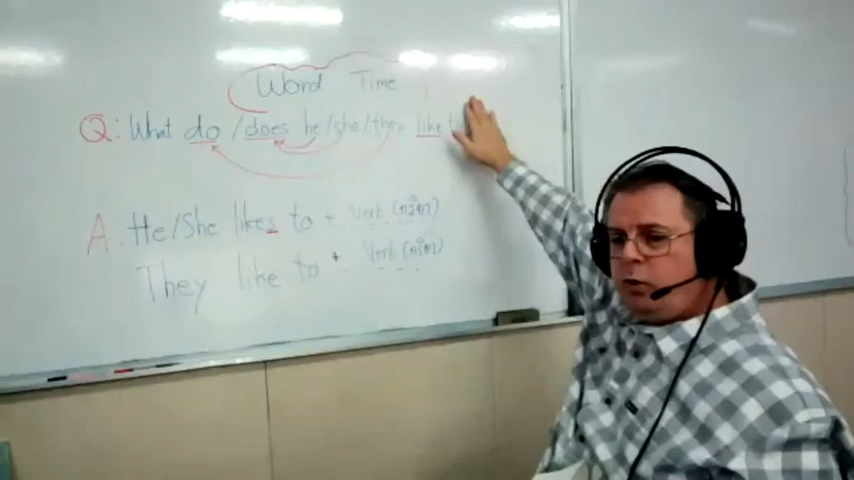 Word Time
Q: What do / does he/she/they like to
A. He/She likes to + Verb (กริยา)
They like to + Verb (กริยา)